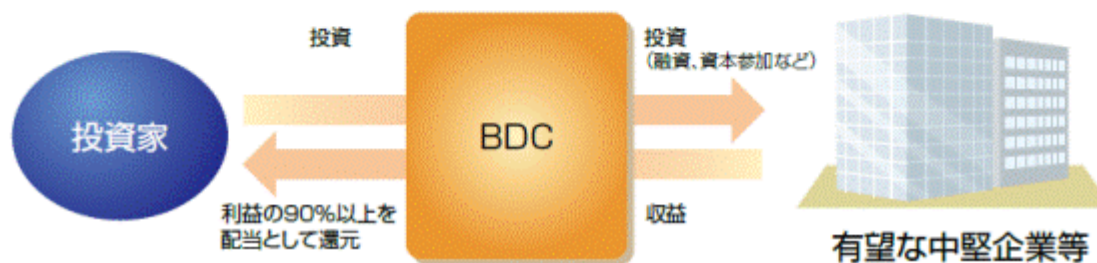 投資家
投資
利益の90%以上を
配当として還元
BDC
投資
(融資、資本参加など)
収益
有望な中堅企業等